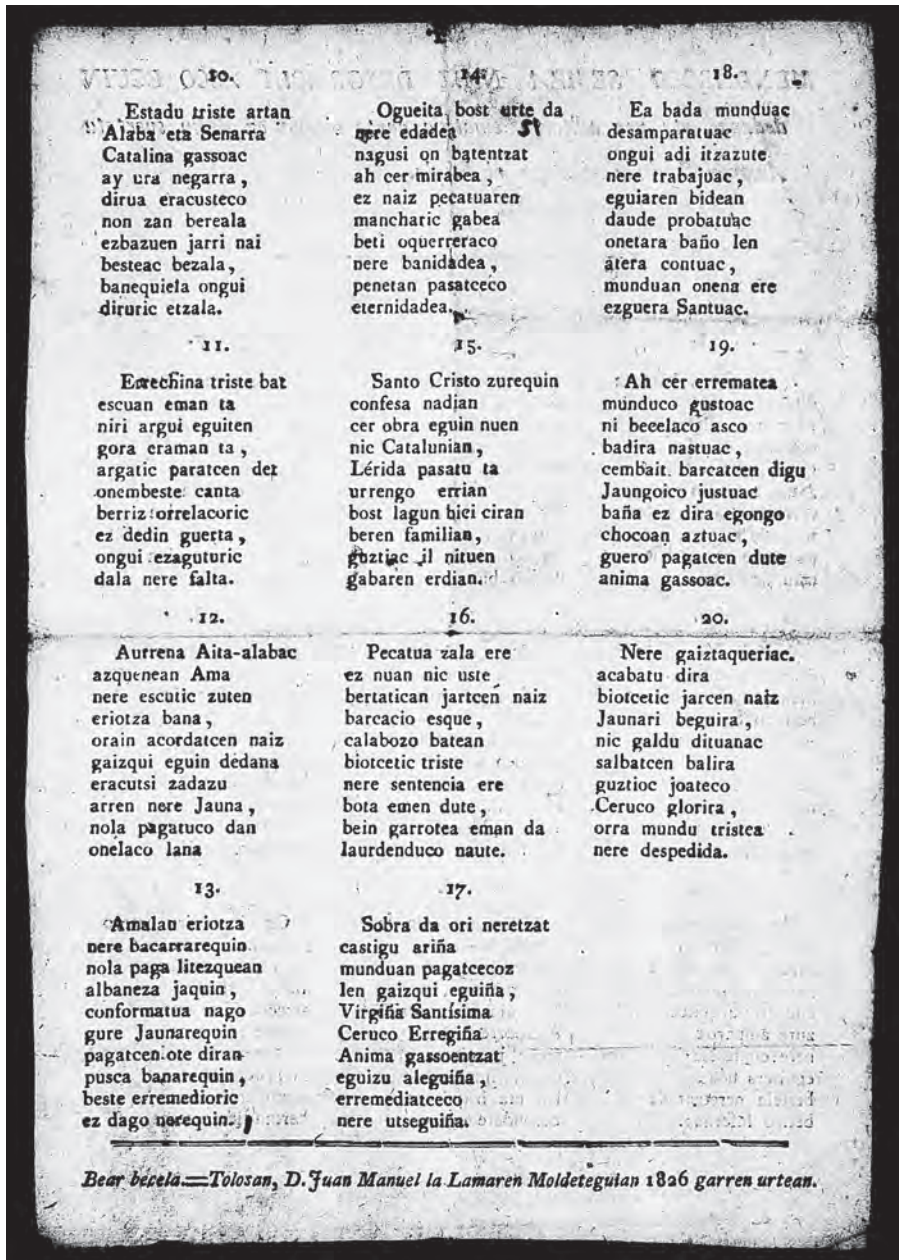 10.
Estadu triste artan
Alaba eta Senarra
Catalina gassoac
ay ura negarra,
dirua eracusteco
non zan bereala
ezbazuen jarri nai
besteac bezala,
banequiela ongui
diruric etzala.
11.
Errechina triste bat
escuan eman ta
niri argui eguiten
gora eraman ta,
argatic paratcen det
onembeste canta
berriz orrelacoric
ez dedin guerta,
ongui ezaguturic
dala nere falta.
12.
Aurrena Aita-alabac
azquenean Ama
nere escutic zuten
eriotza bana,
orain acordatcen naiz
gaizqui eguin dedana
eracutsi zadazu
arren nere Jauna,
nola pagatuco dan
onelaco lana
13.
Amalau eriotza
nere bacarrarequin
nola paga litezquean
albaneza jaquin,
conformatua nago
gure Jaunarequin
pagatcen ote diran
pusca banarequin,
beste erremedioric
ez dago nerequin.
14.
Ogueita bost urte da
nere edadea
nagusi on batentzat
ah cer mirabea,
ez naiz pecatuaren
mancharic gabea
beti oquerreraco
nere banidadea,
penetan pasatceco
eternidadea.
15.
Santo Cristo zurequin
confesa nadian
cer obra eguin nuen
nic Catalunian,
Lérida pasatu ta
urrengo errian
bost lagun bici ciran
beren familian,
guztiac il nituen
gabaren erdian.
16.
Pecatua zala ere
ez nuan nic uste
bertatican jartcen naiz
barcacio esque,
calabozo batean
biotcetic triste
nere sentencia ere
bota emen dute,
bein garrotea eman da
laurdenduco naute.
17.
Sobra da ori neretzat
castigu ariña
munduan pagatcecoz
len gaizqui eguiña,
Virgiña Santísima
Ceruco Erregiña
Anima gassoentzat
eguizu aleguiña,
erremediatceco
nere utseguiña.
18.
Ea bada munduac
desamparatuac
ongui adi itzazute
nere trabajuac,
eguiaren bidean
daude probatuac
onetara baño len
átera contuac,
munduan onena ere
ezguera Santuac.
19.
Ah cer errematea
munduco gustoac
ni becelaco asco
badira nastuac,
cembait barcatcen digu
Jaungoico justuac
baña ez dira egongo
chocoan aztuac,
guero pagatcen dute
anima gassoac.
20.
Nere gaiztaqueriac.
acabatu dira
biotcetic jarcen naiz
Jaunari beguira,
nic galdu dituanac
salbatcen balira
guztioc joateco
Ceruco glorira,
orra mundu tristea
nere despedida.
Bear becela.=Tolosan, D. Juan Manuel la Lamaren Moldeteguian 1826 garren urtean.